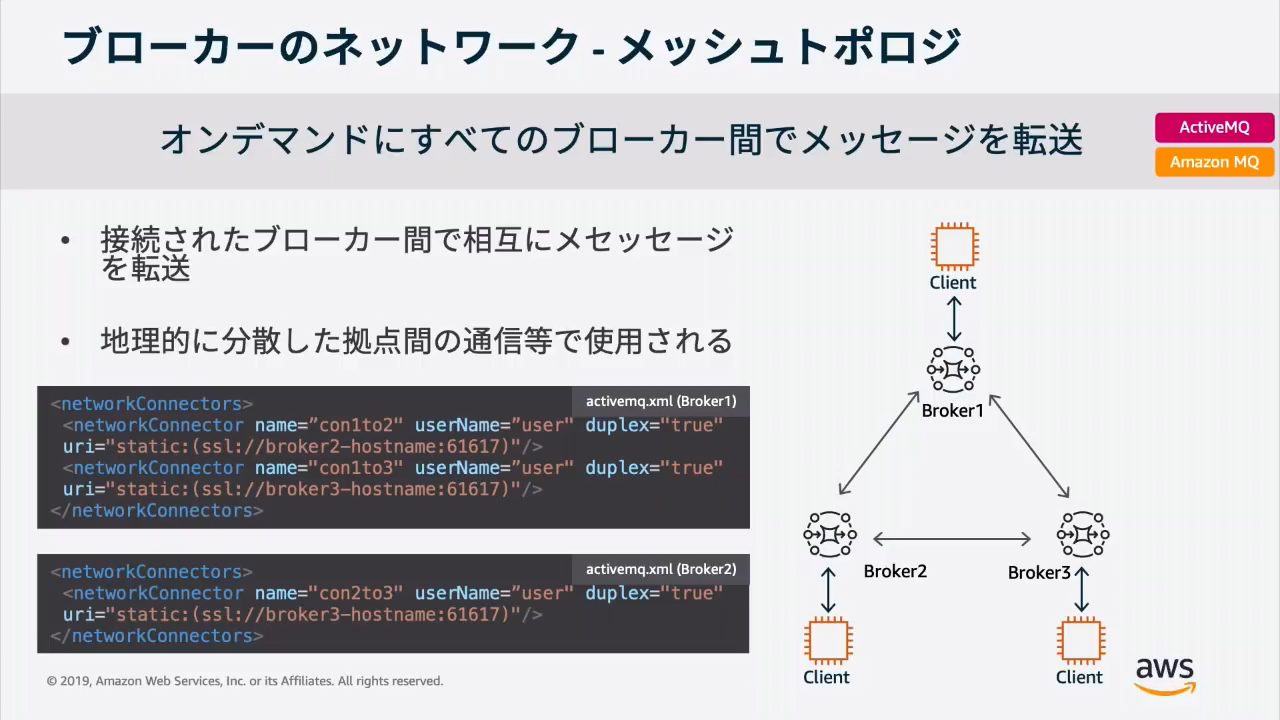 ブローカーのネットワーク - メッシュトポロジ
オンデマンドにすべてのブローカー間でメッセージを転送
ActiveMQ
Amazon MQ
• 接続されたブローカー間で相互にメセッセージ
を転送
• 地理的に分散した拠点間の通信等で使用される
activemq.xml (Broker1)
<networkConnectors>
<networkConnector name=”con1to2" userName=”user" duplex="true"
uri="static:(ssl://broker2-hostname:61617)"/>
<networkConnector name="con1to3" userName=”user" duplex="true"
uri="static:(ssl://broker3-hostname:61617)"/>
</networkConnectors>
activemq.xml (Broker2)
<networkConnectors>
<networkConnector name="con2to3" userName=”user" duplex="true"
uri="static:(ssl://broker3-hostname:61617)"/>
</networkConnectors>
Client
Broker1
Broker2
Broker3
Client
Client
© 2019, Amazon Web Services, Inc. or its Affiliates. All rights reserved.
aws